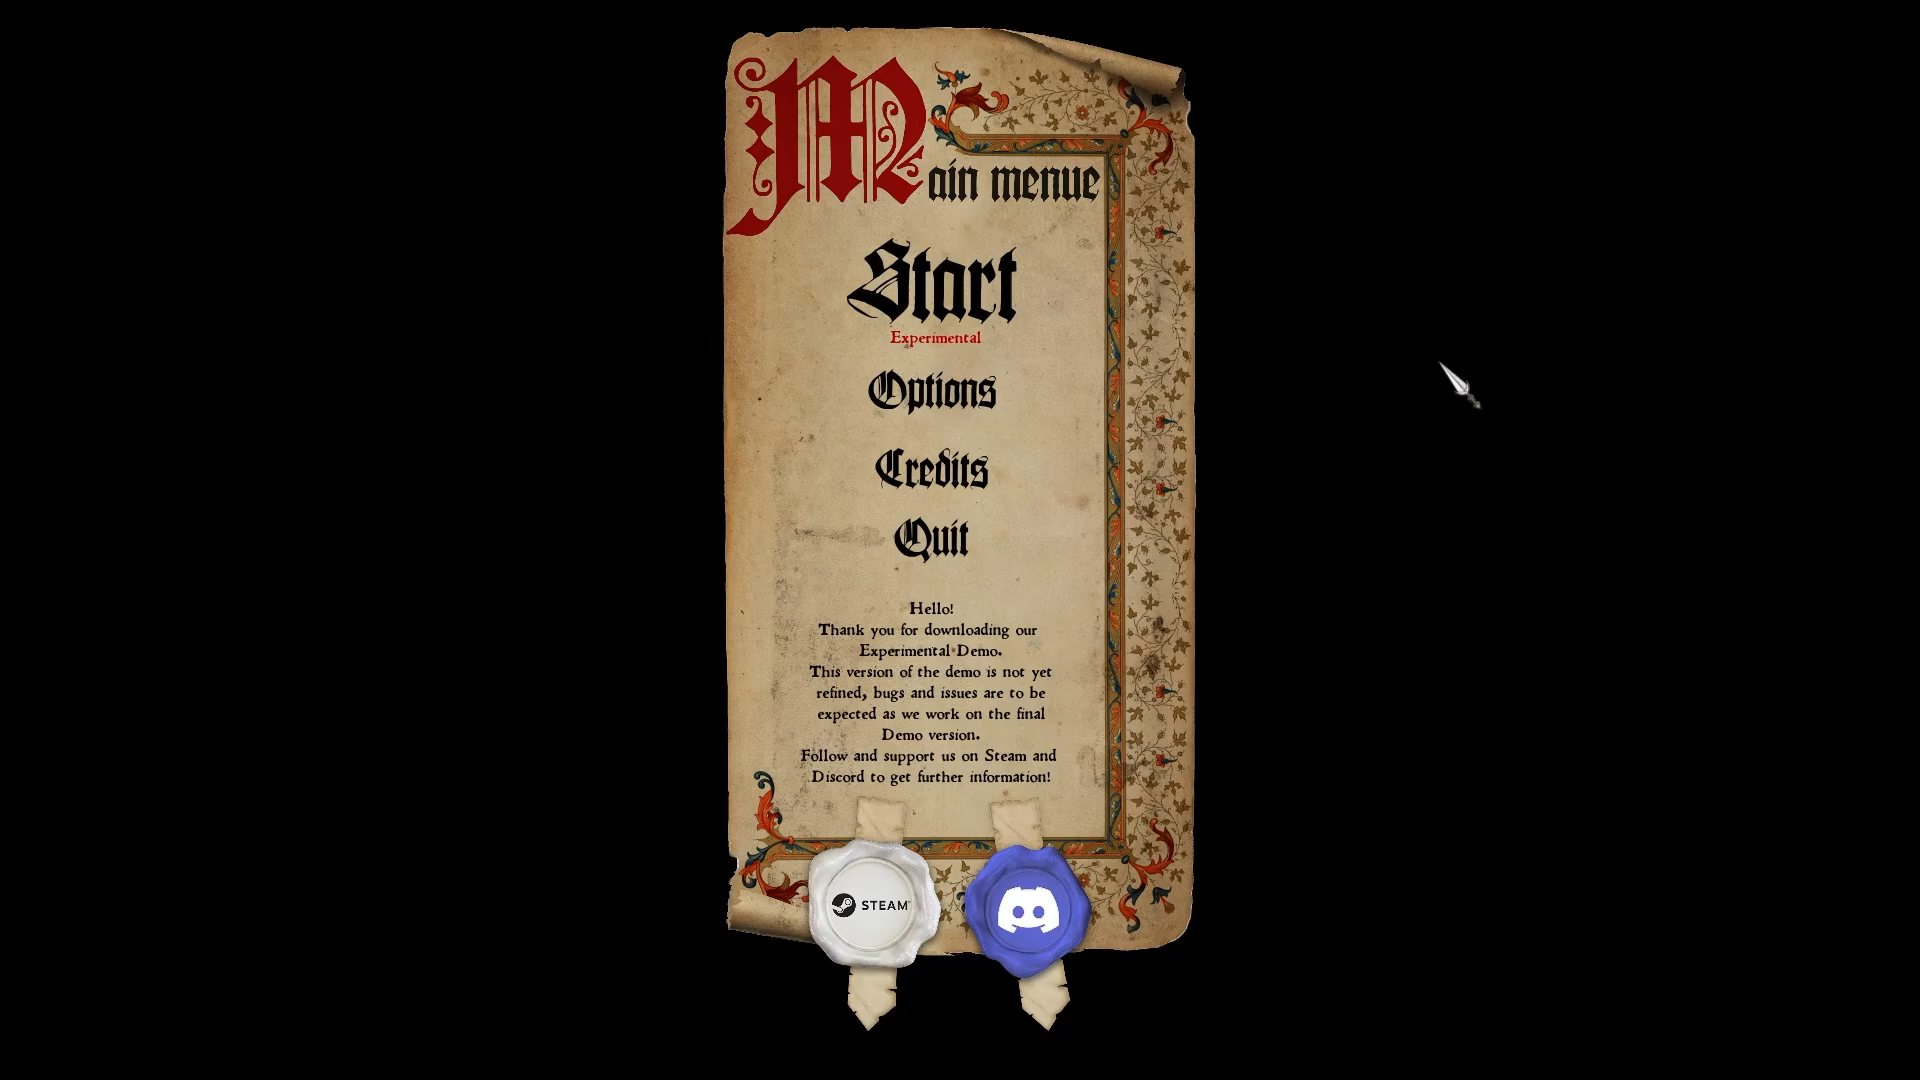 Main menue
Start
Experimental
Options
Credits
Quit
Hello!
Thank you for downloading our
Experimental Demo.
This version of the demo is not yet
refined, bugs and issues are to be
expected as we work on the final
Demo version.
Follow and support us on Steam and
Discord to get further information!
STEAM